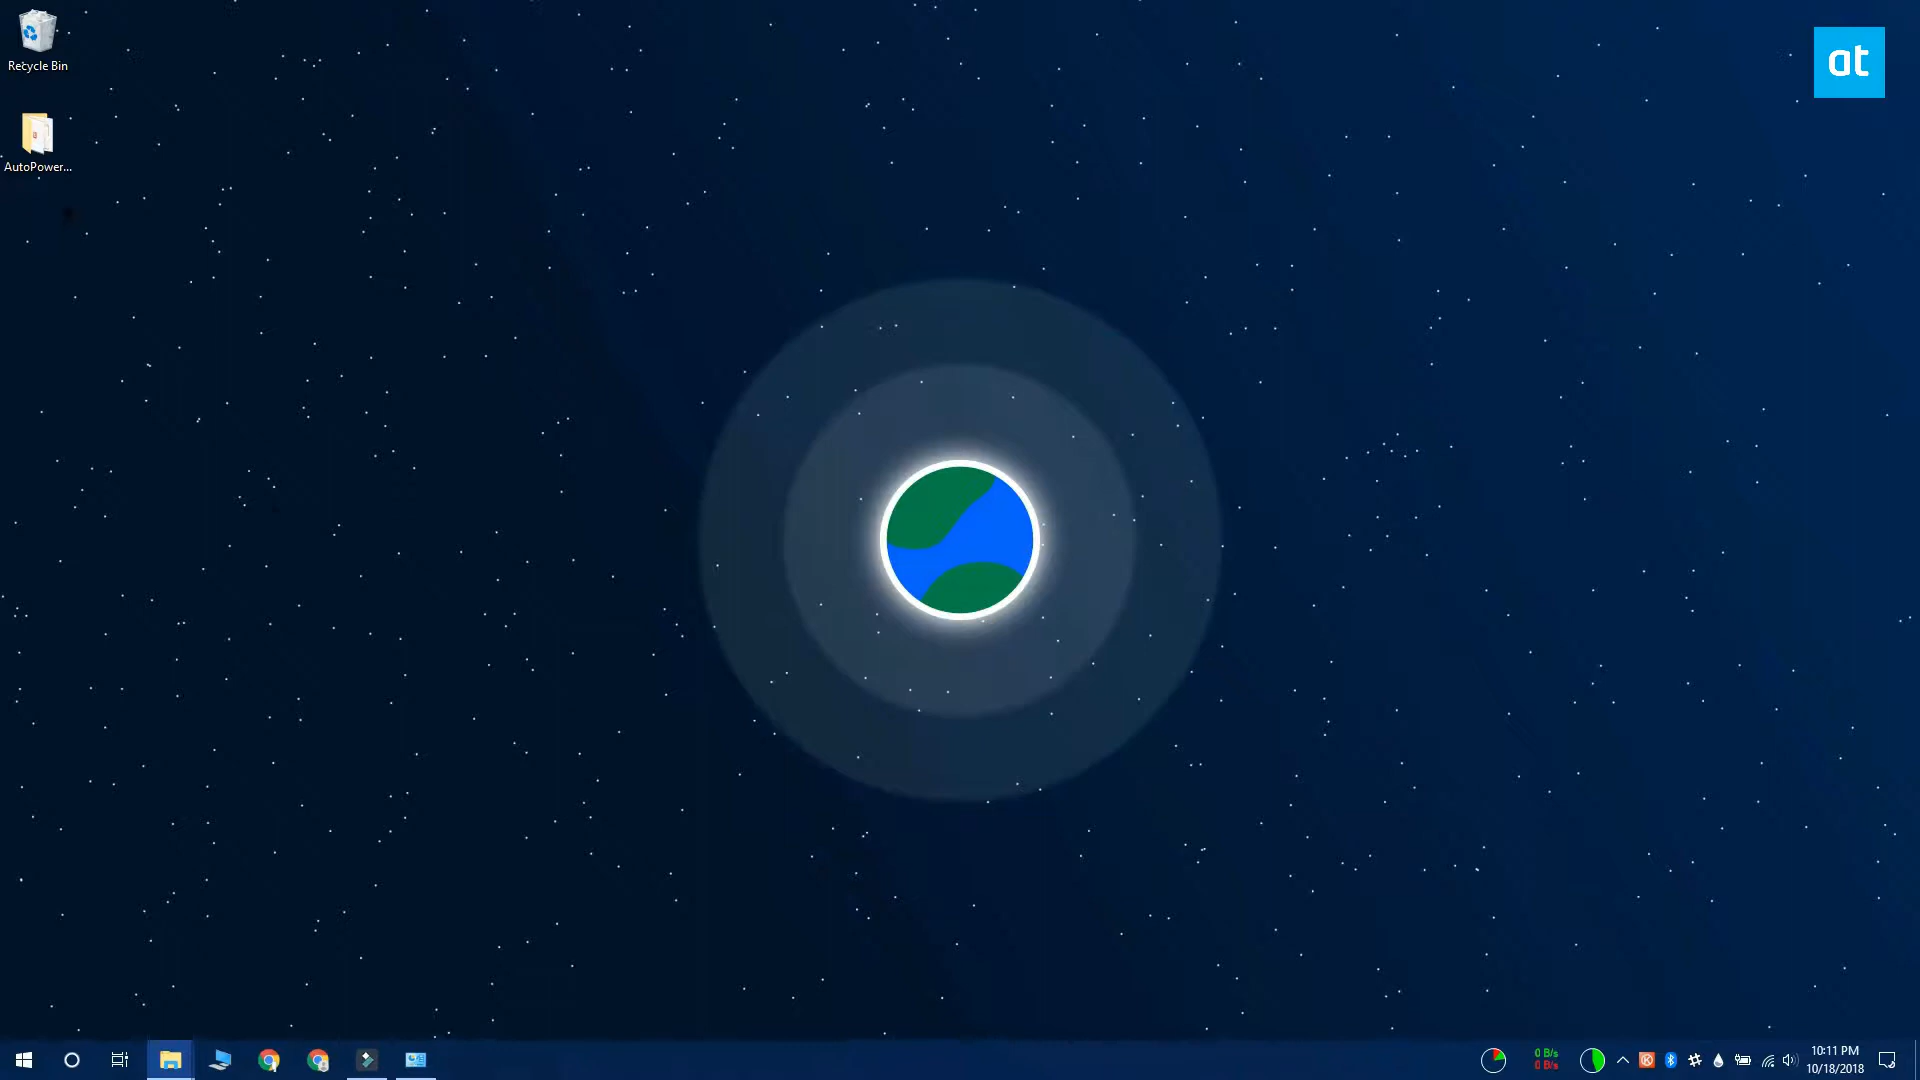 Recycle Bin
at
AutoPower...
0 B/s
0 B/s
10:11 PM
10/18/2018